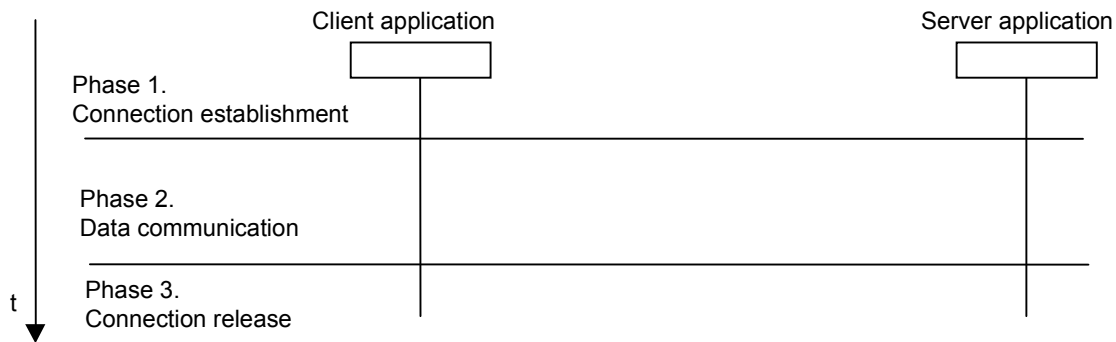 Client application
Server application
Phase 1.
Connection establishment
Phase 2.
Data communication
Phase 3.
Connection release
t